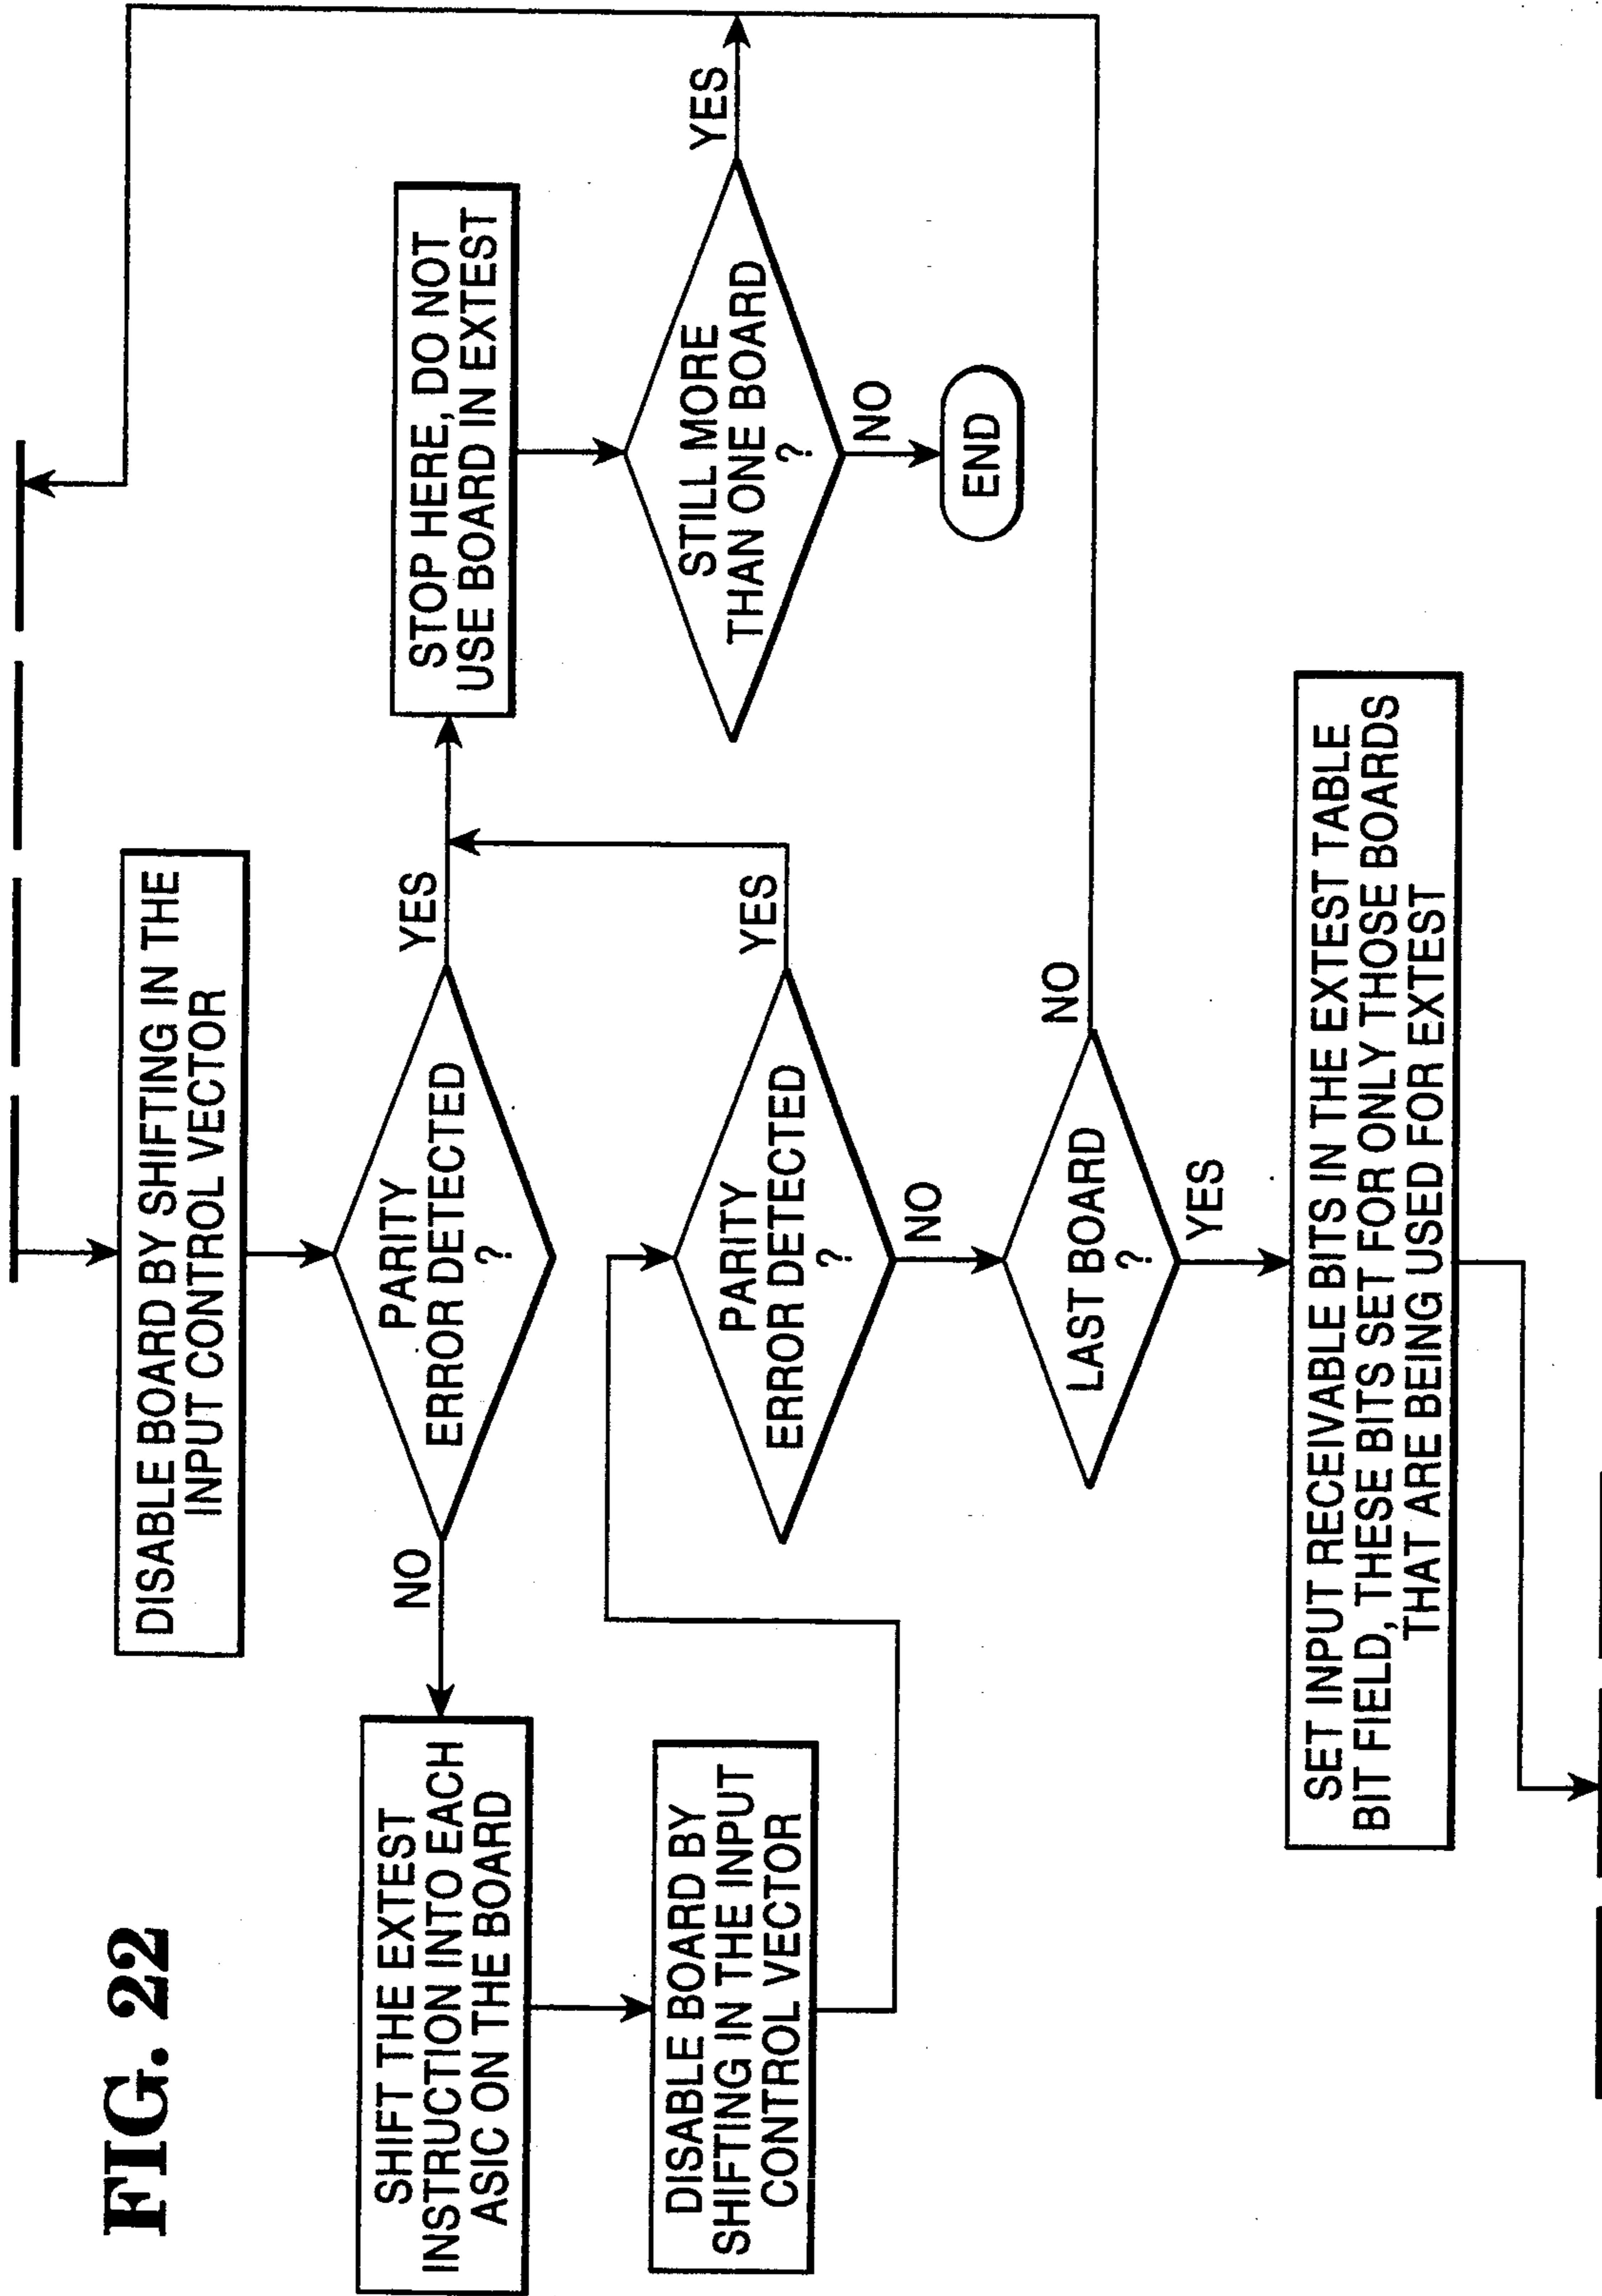 FIG. 22
DISABLE BOARD BY SHIFTING IN THE
INPUT CONTROL VECTOR
PARITY
ERROR DETECTED
?
NO
YES
SHIFT THE EXTEST
INSTRUCTION INTO EACH
ASIC ON THE BOARD
STOP HERE, DO NOT
USE BOARD IN EXTEST
DISABLE BOARD BY
SHIFTING IN THE INPUT
CONTROL VECTOR
PARITY
ERROR DETECTED
?
YES
NO
STILL MORE
THAN ONE BOARD
?
YES
NO
END
LAST BOARD
?
NO
YES
SET INPUT RECEIVABLE BITS IN THE EXTEST TABLE
BIT FIELD, THESE BITS SET FOR ONLY THOSE BOARDS
THAT ARE BEING USED FOR EXTEST